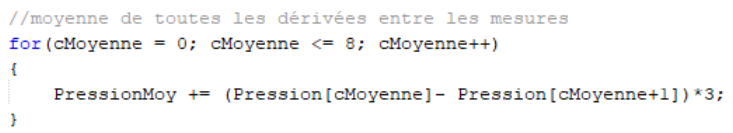 //moyenne de toutes les dérivées entre les mesures
for(cMoyenne = 0; cMoyenne <= 8; cMoyenne++)
{
    PressionMoy += (Pression[cMoyenne]- Pression[cMoyenne+1])*3;
}